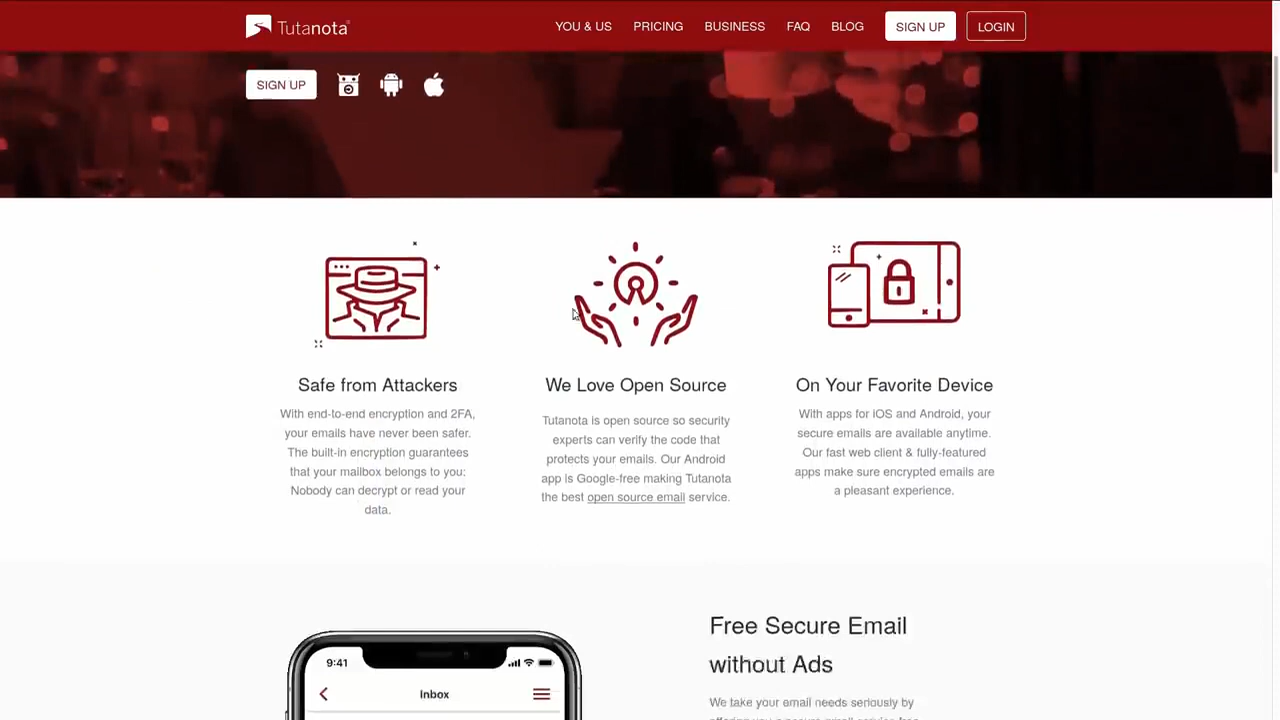 Tutanota
YOU & US
PRICING
BUSINESS
FAQ
BLOG
SIGN UP
LOGIN
SIGN UP
Safe from Attackers
With end-to-end encryption and 2FA,
your emails have never been safer.
The built-in encryption guarantees
that your mailbox belongs to you:
Nobody can decrypt or read your
data.
We Love Open Source
Tutanota is open source so security
experts can verify the code that
protects your emails. Our Android
app is Google-free making Tutanota
the best open source email service.
On Your Favorite Device
With apps for iOS and Android, your
secure emails are available anytime.
Our fast web client & fully-featured
apps make sure encrypted emails are
a pleasant experience.
9:41
Inbox
Free Secure Email
without Ads
We take your email needs seriously by